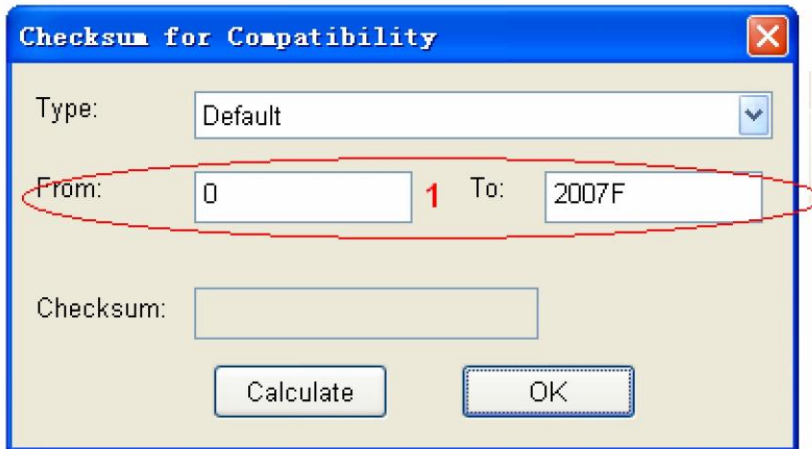 Checksum for Compatibility
Type: Default
From: 0 1 To: 2007F
Checksum:
Calculate OK